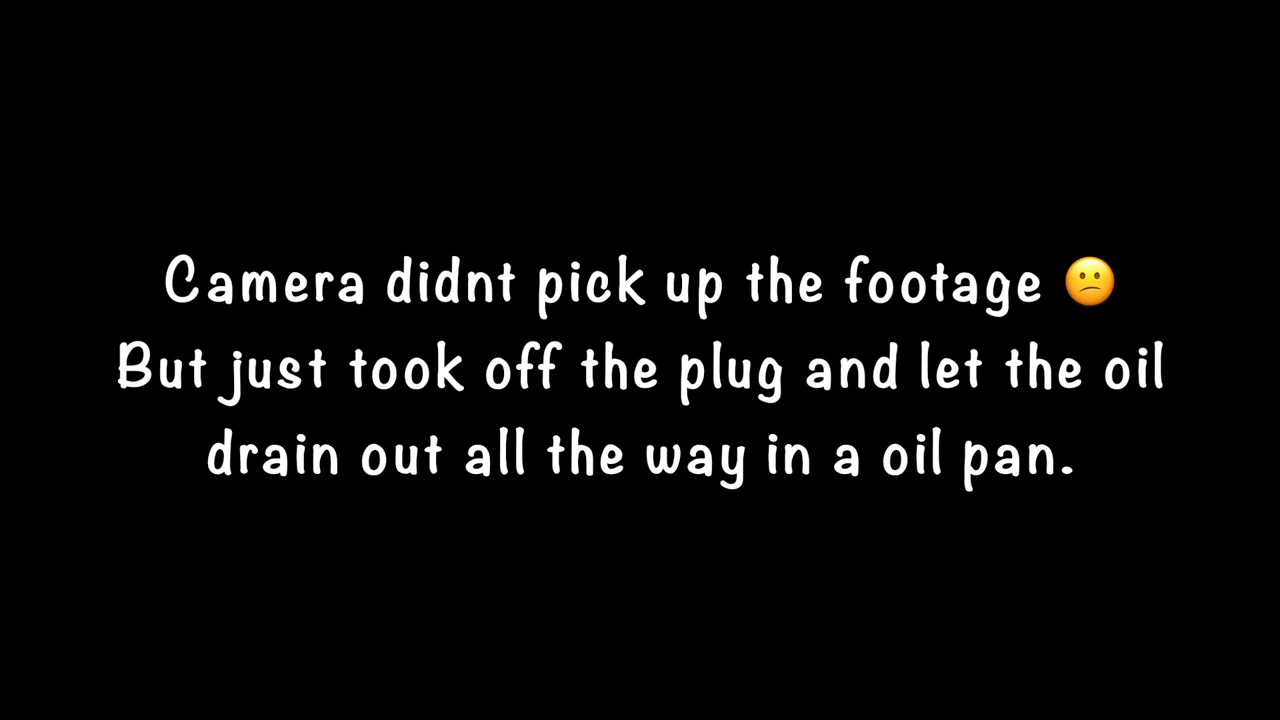 Camera didnt pick up the footage 😕
But just took off the plug and let the oil
drain out all the way in a oil pan.